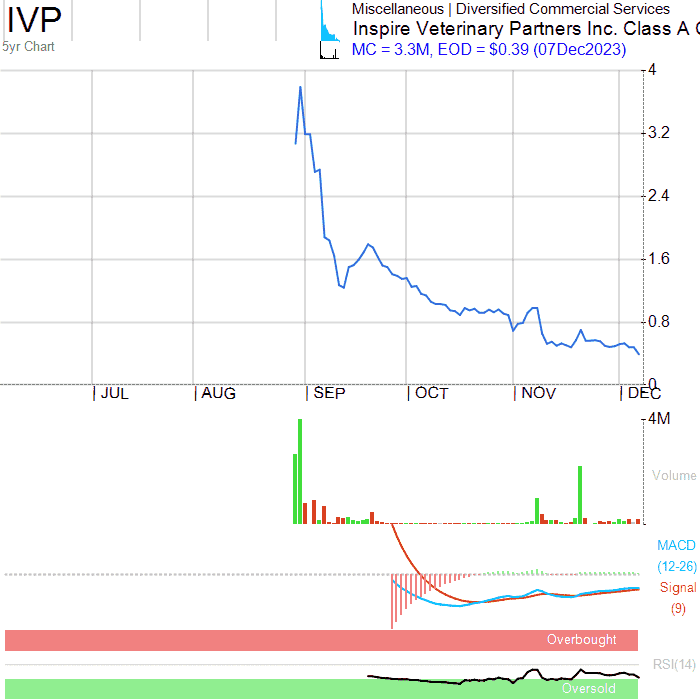 IVP
5yr Chart
Miscellaneous | Diversified Commercial Services
Inspire Veterinary Partners Inc. Class A
MC = 3.3M, EOD = $0.39 (07Dec2023)
4
3.2
2.4
1.6
0.8
0
JUL
AUG
SEP
OCT
NOV
DEC
4M
Volume
MACD
(12-26)
Signal
(9)
Overbought
RSI(14)
Oversold